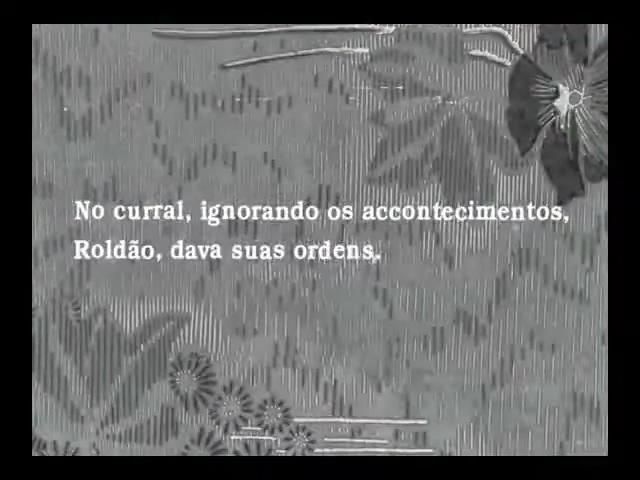 No curral, ignorando os accontecimentos,
Roldão, dava suas ordens.